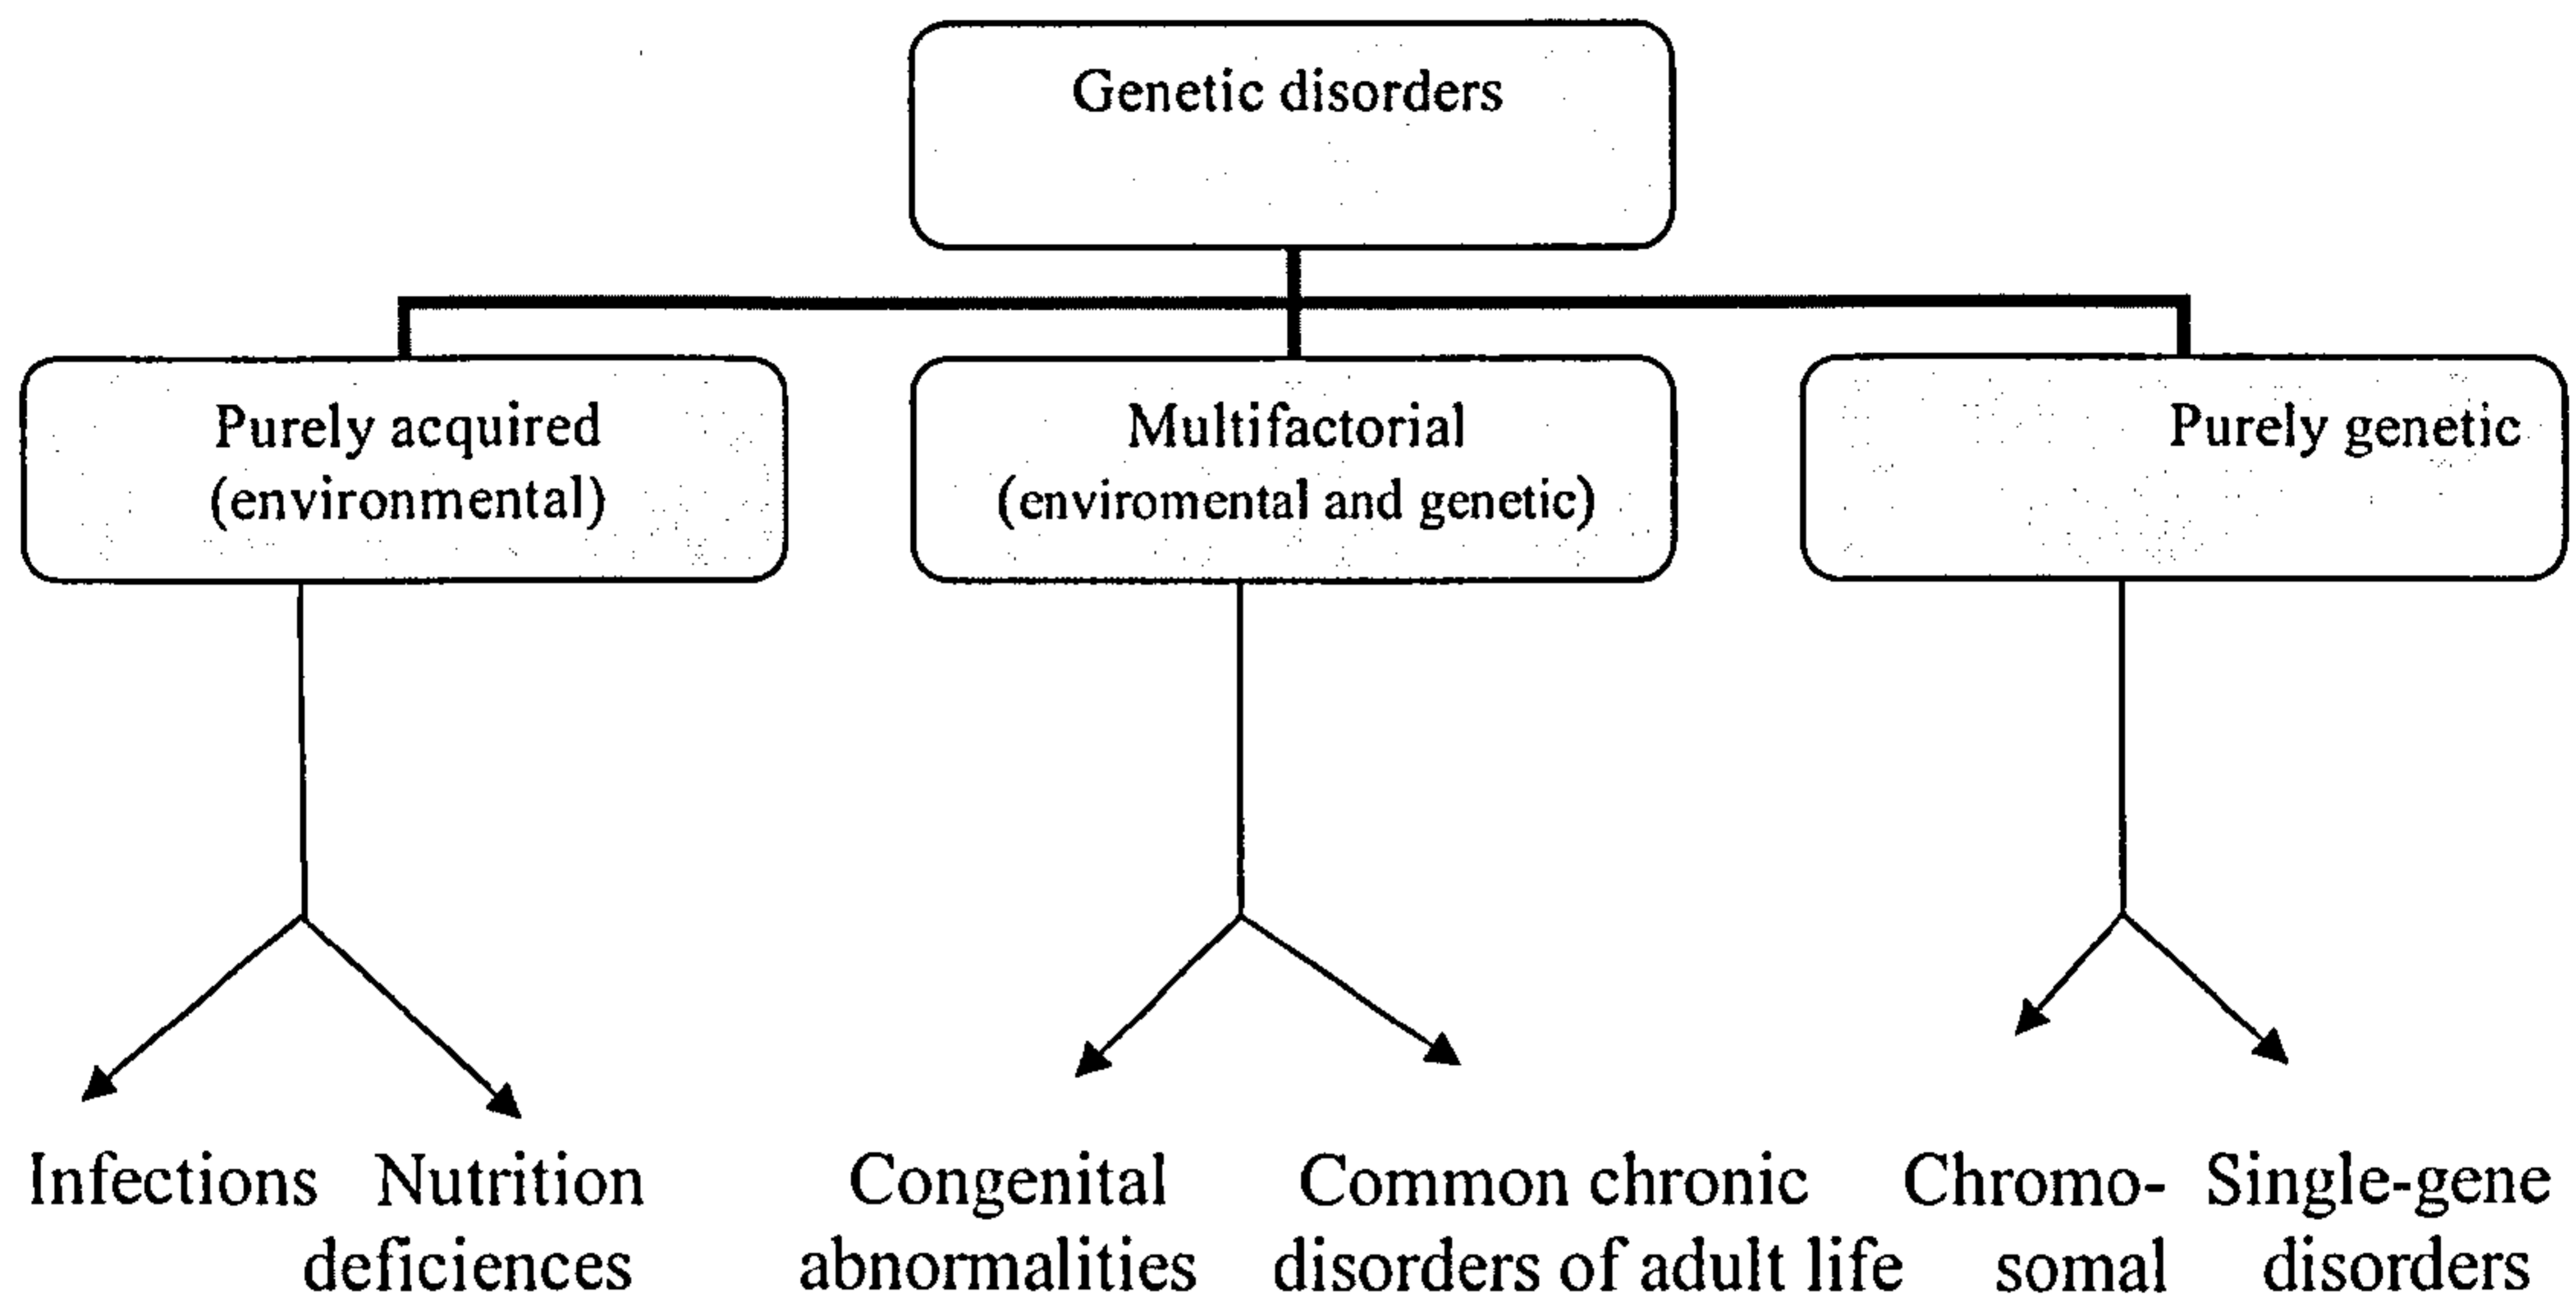 Genetic disorders
Purely acquired
(environmental)
Multifactorial
(enviromental and genetic)
Purely genetic
Infections
Nutrition
deficiences
Congenital
abnormalities
Common chronic
disorders of adult life
Chromo-
somal
Single-gene
disorders